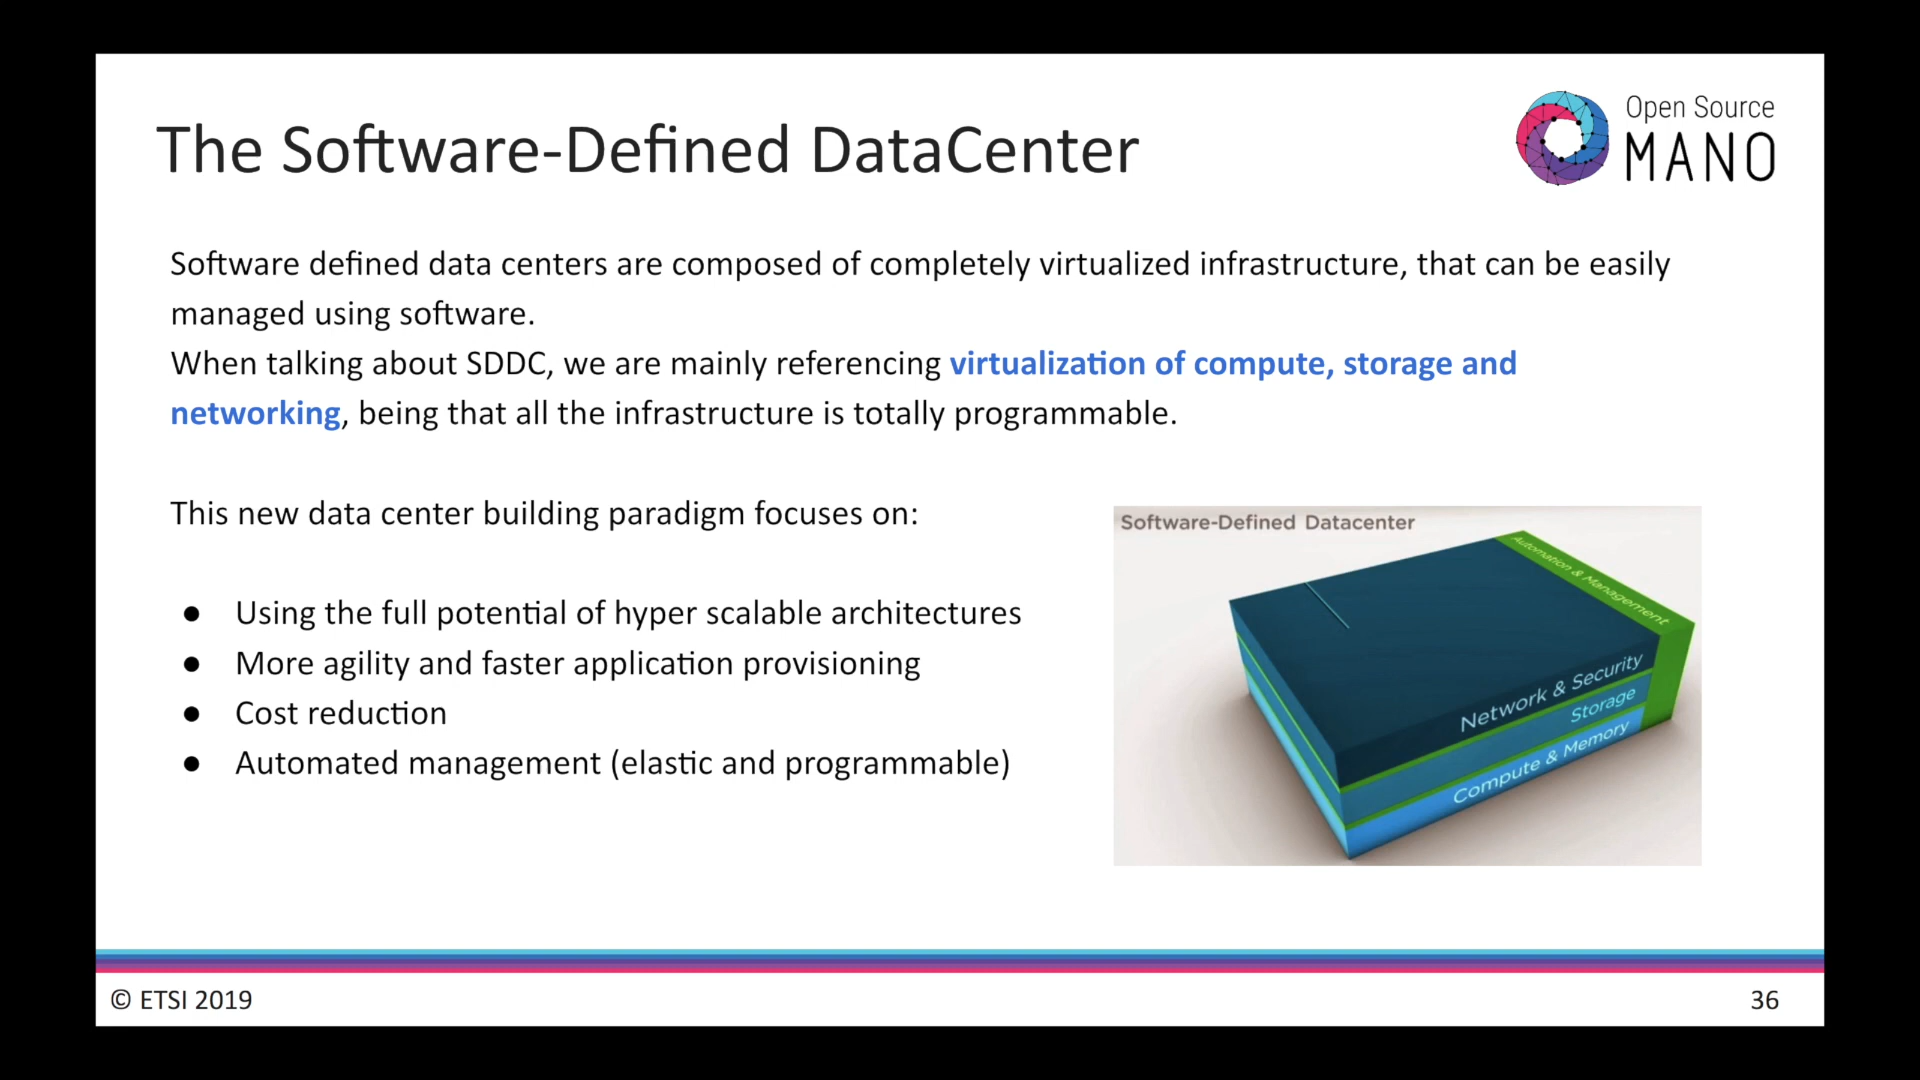 The Software-Defined DataCenter
Open Source
MANO
Software defined data centers are composed of completely virtualized infrastructure, that can be easily
managed using software.
When talking about SDDC, we are mainly referencing virtualization of compute, storage and
networking, being that all the infrastructure is totally programmable.
This new data center building paradigm focuses on:
● Using the full potential of hyper scalable architectures
● More agility and faster application provisioning
● Cost reduction
● Automated management (elastic and programmable)
Software-Defined Datacenter
Automation & Management
Network & Security
Storage
Compute & Memory
© ETSI 2019
36